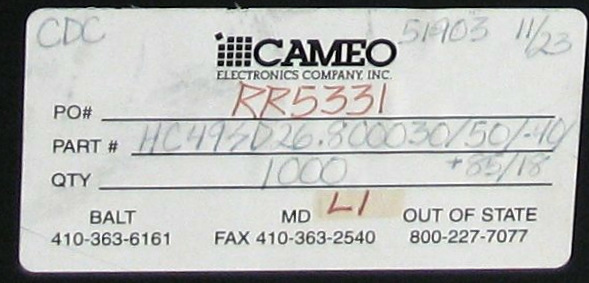 CDC 51903 11/23
CAMEO
ELECTRONICS COMPANY, INC.
PO# RR5331
PART # HC49SD26.800030/50/-40/
+85/18
QTY 1000
L1
BALT MD OUT OF STATE
410-363-6161 FAX 410-363-2540 800-227-7077